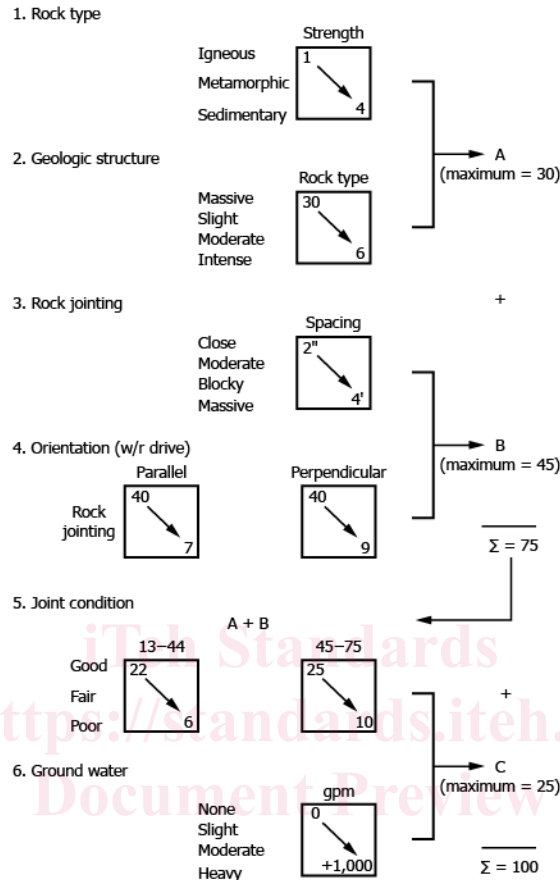 1. Rock type
Strength
Igneous
Metamorphic
Sedimentary
1
4
A
(maximum = 30)
2. Geologic structure
Rock type
Massive
Slight
Moderate
Intense
30
6
+
3. Rock jointing
Spacing
Close
Moderate
Blocky
Massive
2"
4'
B
(maximum = 45)
4. Orientation (w/r drive)
Parallel
Perpendicular
Rock
jointing
40
7
40
9
Σ = 75
5. Joint condition
A + B
13–44
45–75
Good
Fair
Poor
22
6
25
10
+
C
(maximum = 25)
6. Ground water
gpm
None
Slight
Moderate
Heavy
0
+1,000
Σ = 100
iTeh Standards
ttps://standards.iteh.
Document Preview